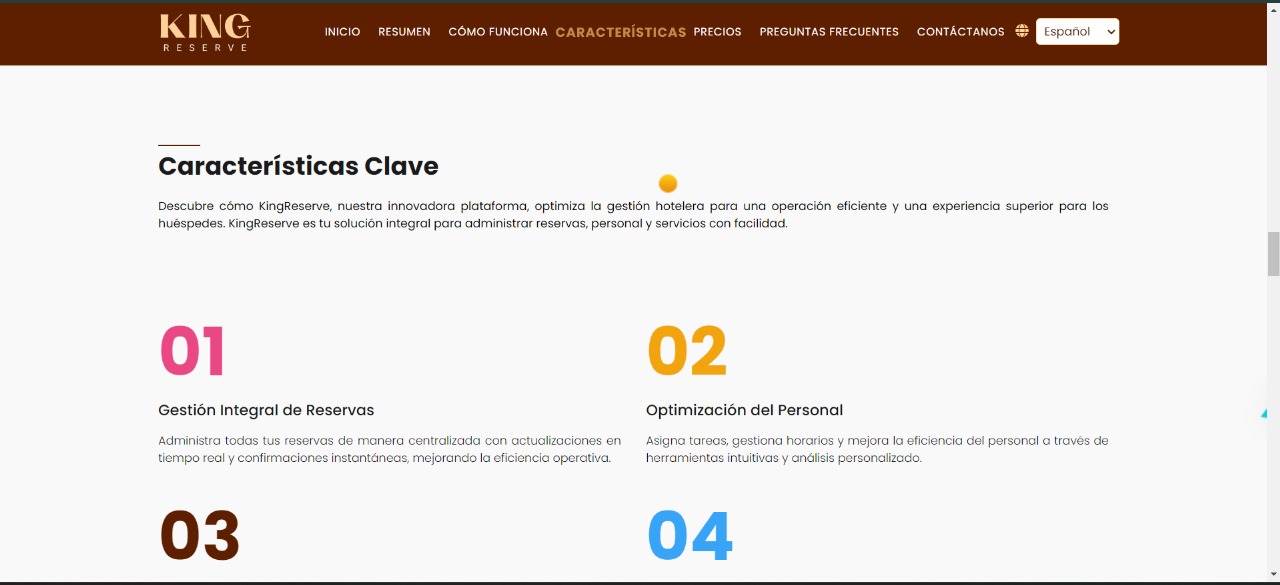 KING
RESERVE
INICIO RESUMEN CÓMO FUNCIONA CARACTERÍSTICAS PRECIOS PREGUNTAS FRECUENTES CONTÁCTANOS Español
Características Clave
Descubre cómo KingReserve, nuestra innovadora plataforma, optimiza la gestión hotelera para una operación eficiente y una experiencia superior para los
huéspedes. KingReserve es tu solución integral para administrar reservas, personal y servicios con facilidad.
01
Gestión Integral de Reservas
Administra todas tus reservas de manera centralizada con actualizaciones en
tiempo real y confirmaciones instantáneas, mejorando la eficiencia operativa.
02
Optimización del Personal
Asigna tareas, gestiona horarios y mejora la eficiencia del personal a través de
herramientas intuitivas y análisis personalizado.
03
04